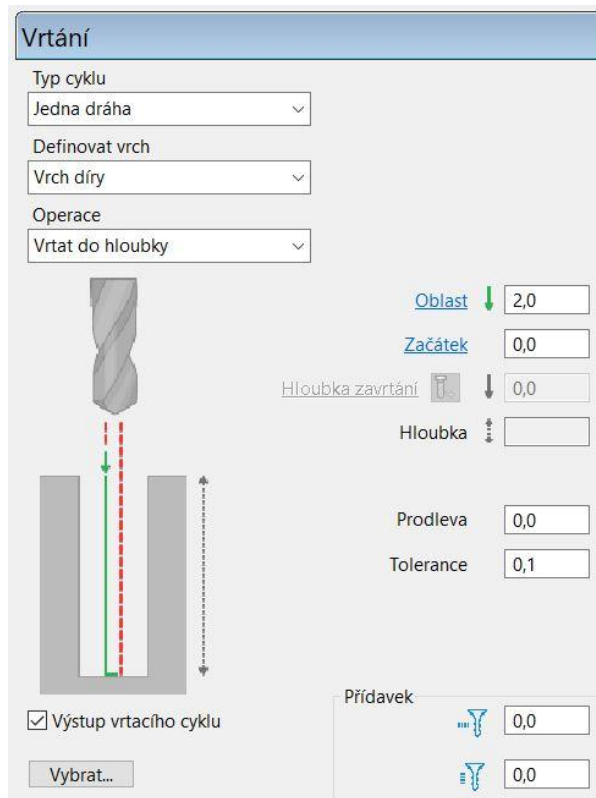 Vrtání
Typ cyklu
Jedna dráha
Definovat vrch
Vrch díry
Operace
Vrtat do hloubky
Oblast 2,0
Začátek 0,0
Hloubka zavrtání 0,0
Hloubka
Prodleva 0,0
Tolerance 0,1
Výstup vrtacího cyklu
Vybrat...
Přídavek
0,0
0,0